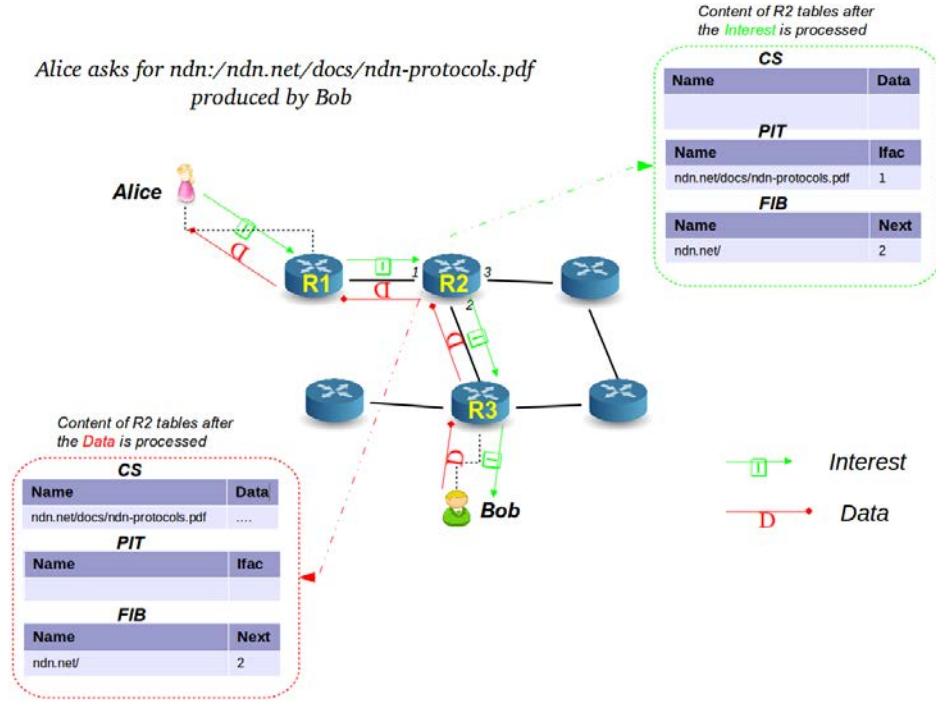 Content of R2 tables after
the Interest is processed
CS
Name Data
PIT
Name Ifac
ndn.net/docs/ndn-protocols.pdf 1
FIB
Name Next
ndn.net/ 2
Alice asks for ndn:/ndn.net/docs/ndn-protocols.pdf
produced by Bob
Alice
I
D
R1
I
D
1
R2
3
2
I
D
R3
I
D
Bob
I Interest
D Data
Content of R2 tables after
the Data is processed
CS
Name Data
ndn.net/docs/ndn-protocols.pdf ....
PIT
Name Ifac
FIB
Name Next
ndn.net/ 2